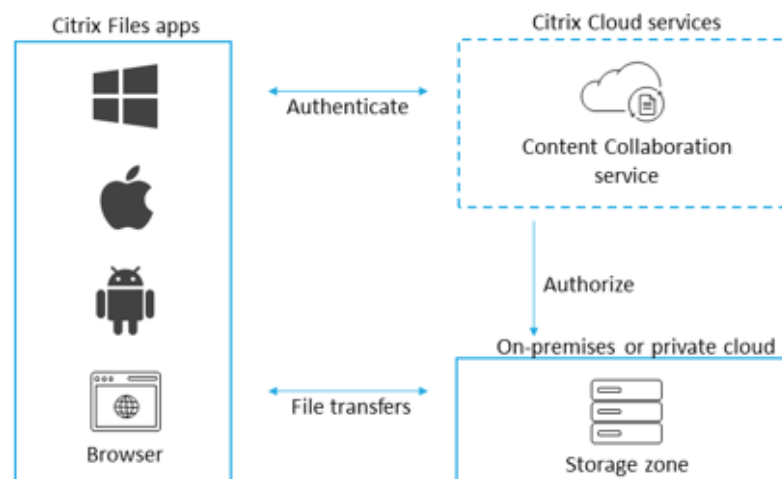 Citrix Files apps
Citrix Cloud services
Authenticate
Content Collaboration
service
Authorize
On-premises or private cloud
File transfers
Browser
Storage zone